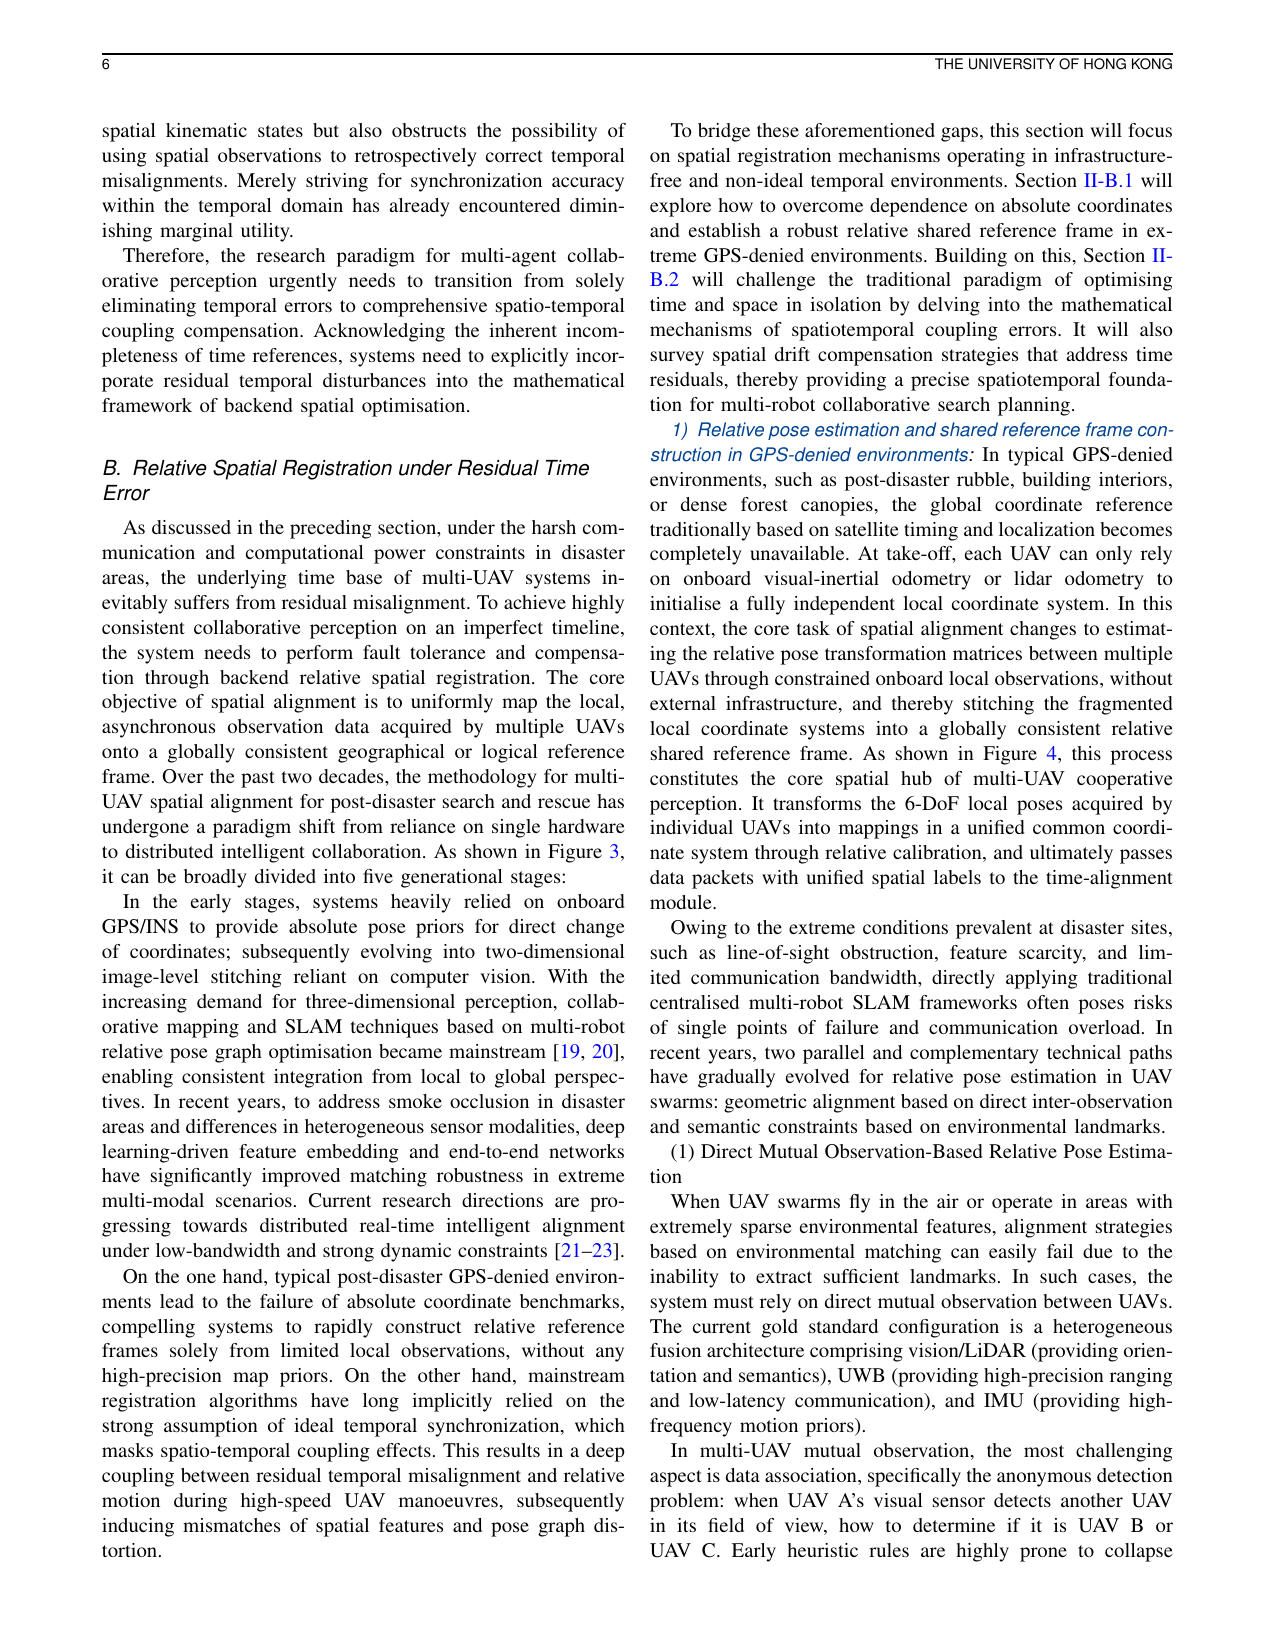 6
THE UNIVERSITY OF HONG KONG
spatial kinematic states but also obstructs the possibility of
using spatial observations to retrospectively correct temporal
misalignments. Merely striving for synchronization accuracy
within the temporal domain has already encountered dimin-
ishing marginal utility.
Therefore, the research paradigm for multi-agent collab-
orative perception urgently needs to transition from solely
eliminating temporal errors to comprehensive spatio-temporal
coupling compensation. Acknowledging the inherent incom-
pleteness of time references, systems need to explicitly incor-
porate residual temporal disturbances into the mathematical
framework of backend spatial optimisation.
B. Relative Spatial Registration under Residual Time
Error
As discussed in the preceding section, under the harsh com-
munication and computational power constraints in disaster
areas, the underlying time base of multi-UAV systems in-
evitably suffers from residual misalignment. To achieve highly
consistent collaborative perception on an imperfect timeline,
the system needs to perform fault tolerance and compensa-
tion through backend relative spatial registration. The core
objective of spatial alignment is to uniformly map the local,
asynchronous observation data acquired by multiple UAVs
onto a globally consistent geographical or logical reference
frame. Over the past two decades, the methodology for multi-
UAV spatial alignment for post-disaster search and rescue has
undergone a paradigm shift from reliance on single hardware
to distributed intelligent collaboration. As shown in Figure 3,
it can be broadly divided into five generational stages:
In the early stages, systems heavily relied on onboard
GPS/INS to provide absolute pose priors for direct change
of coordinates; subsequently evolving into two-dimensional
image-level stitching reliant on computer vision. With the
increasing demand for three-dimensional perception, collab-
orative mapping and SLAM techniques based on multi-robot
relative pose graph optimisation became mainstream [19, 20],
enabling consistent integration from local to global perspec-
tives. In recent years, to address smoke occlusion in disaster
areas and differences in heterogeneous sensor modalities, deep
learning-driven feature embedding and end-to-end networks
have significantly improved matching robustness in extreme
multi-modal scenarios. Current research directions are pro-
gressing towards distributed real-time intelligent alignment
under low-bandwidth and strong dynamic constraints [21–23].
On the one hand, typical post-disaster GPS-denied environ-
ments lead to the failure of absolute coordinate benchmarks,
compelling systems to rapidly construct relative reference
frames solely from limited local observations, without any
high-precision map priors. On the other hand, mainstream
registration algorithms have long implicitly relied on the
strong assumption of ideal temporal synchronization, which
masks spatio-temporal coupling effects. This results in a deep
coupling between residual temporal misalignment and relative
motion during high-speed UAV manoeuvres, subsequently
inducing mismatches of spatial features and pose graph dis-
tortion.
To bridge these aforementioned gaps, this section will focus
on spatial registration mechanisms operating in infrastructure-
free and non-ideal temporal environments. Section II-B.1 will
explore how to overcome dependence on absolute coordinates
and establish a robust relative shared reference frame in ex-
treme GPS-denied environments. Building on this, Section II-
B.2 will challenge the traditional paradigm of optimising
time and space in isolation by delving into the mathematical
mechanisms of spatiotemporal coupling errors. It will also
survey spatial drift compensation strategies that address time
residuals, thereby providing a precise spatiotemporal founda-
tion for multi-robot collaborative search planning.
1) Relative pose estimation and shared reference frame con-
struction in GPS-denied environments: In typical GPS-denied
environments, such as post-disaster rubble, building interiors,
or dense forest canopies, the global coordinate reference
traditionally based on satellite timing and localization becomes
completely unavailable. At take-off, each UAV can only rely
on onboard visual-inertial odometry or lidar odometry to
initialise a fully independent local coordinate system. In this
context, the core task of spatial alignment changes to estimat-
ing the relative pose transformation matrices between multiple
UAVs through constrained onboard local observations, without
external infrastructure, and thereby stitching the fragmented
local coordinate systems into a globally consistent relative
shared reference frame. As shown in Figure 4, this process
constitutes the core spatial hub of multi-UAV cooperative
perception. It transforms the 6-DoF local poses acquired by
individual UAVs into mappings in a unified common coordi-
nate system through relative calibration, and ultimately passes
data packets with unified spatial labels to the time-alignment
module.
Owing to the extreme conditions prevalent at disaster sites,
such as line-of-sight obstruction, feature scarcity, and lim-
ited communication bandwidth, directly applying traditional
centralised multi-robot SLAM frameworks often poses risks
of single points of failure and communication overload. In
recent years, two parallel and complementary technical paths
have gradually evolved for relative pose estimation in UAV
swarms: geometric alignment based on direct inter-observation
and semantic constraints based on environmental landmarks.
(1) Direct Mutual Observation-Based Relative Pose Estima-
tion
When UAV swarms fly in the air or operate in areas with
extremely sparse environmental features, alignment strategies
based on environmental matching can easily fail due to the
inability to extract sufficient landmarks. In such cases, the
system must rely on direct mutual observation between UAVs.
The current gold standard configuration is a heterogeneous
fusion architecture comprising vision/LiDAR (providing orien-
tation and semantics), UWB (providing high-precision ranging
and low-latency communication), and IMU (providing high-
frequency motion priors).
In multi-UAV mutual observation, the most challenging
aspect is data association, specifically the anonymous detection
problem: when UAV A's visual sensor detects another UAV
in its field of view, how to determine if it is UAV B or
UAV C. Early heuristic rules are highly prone to collapse